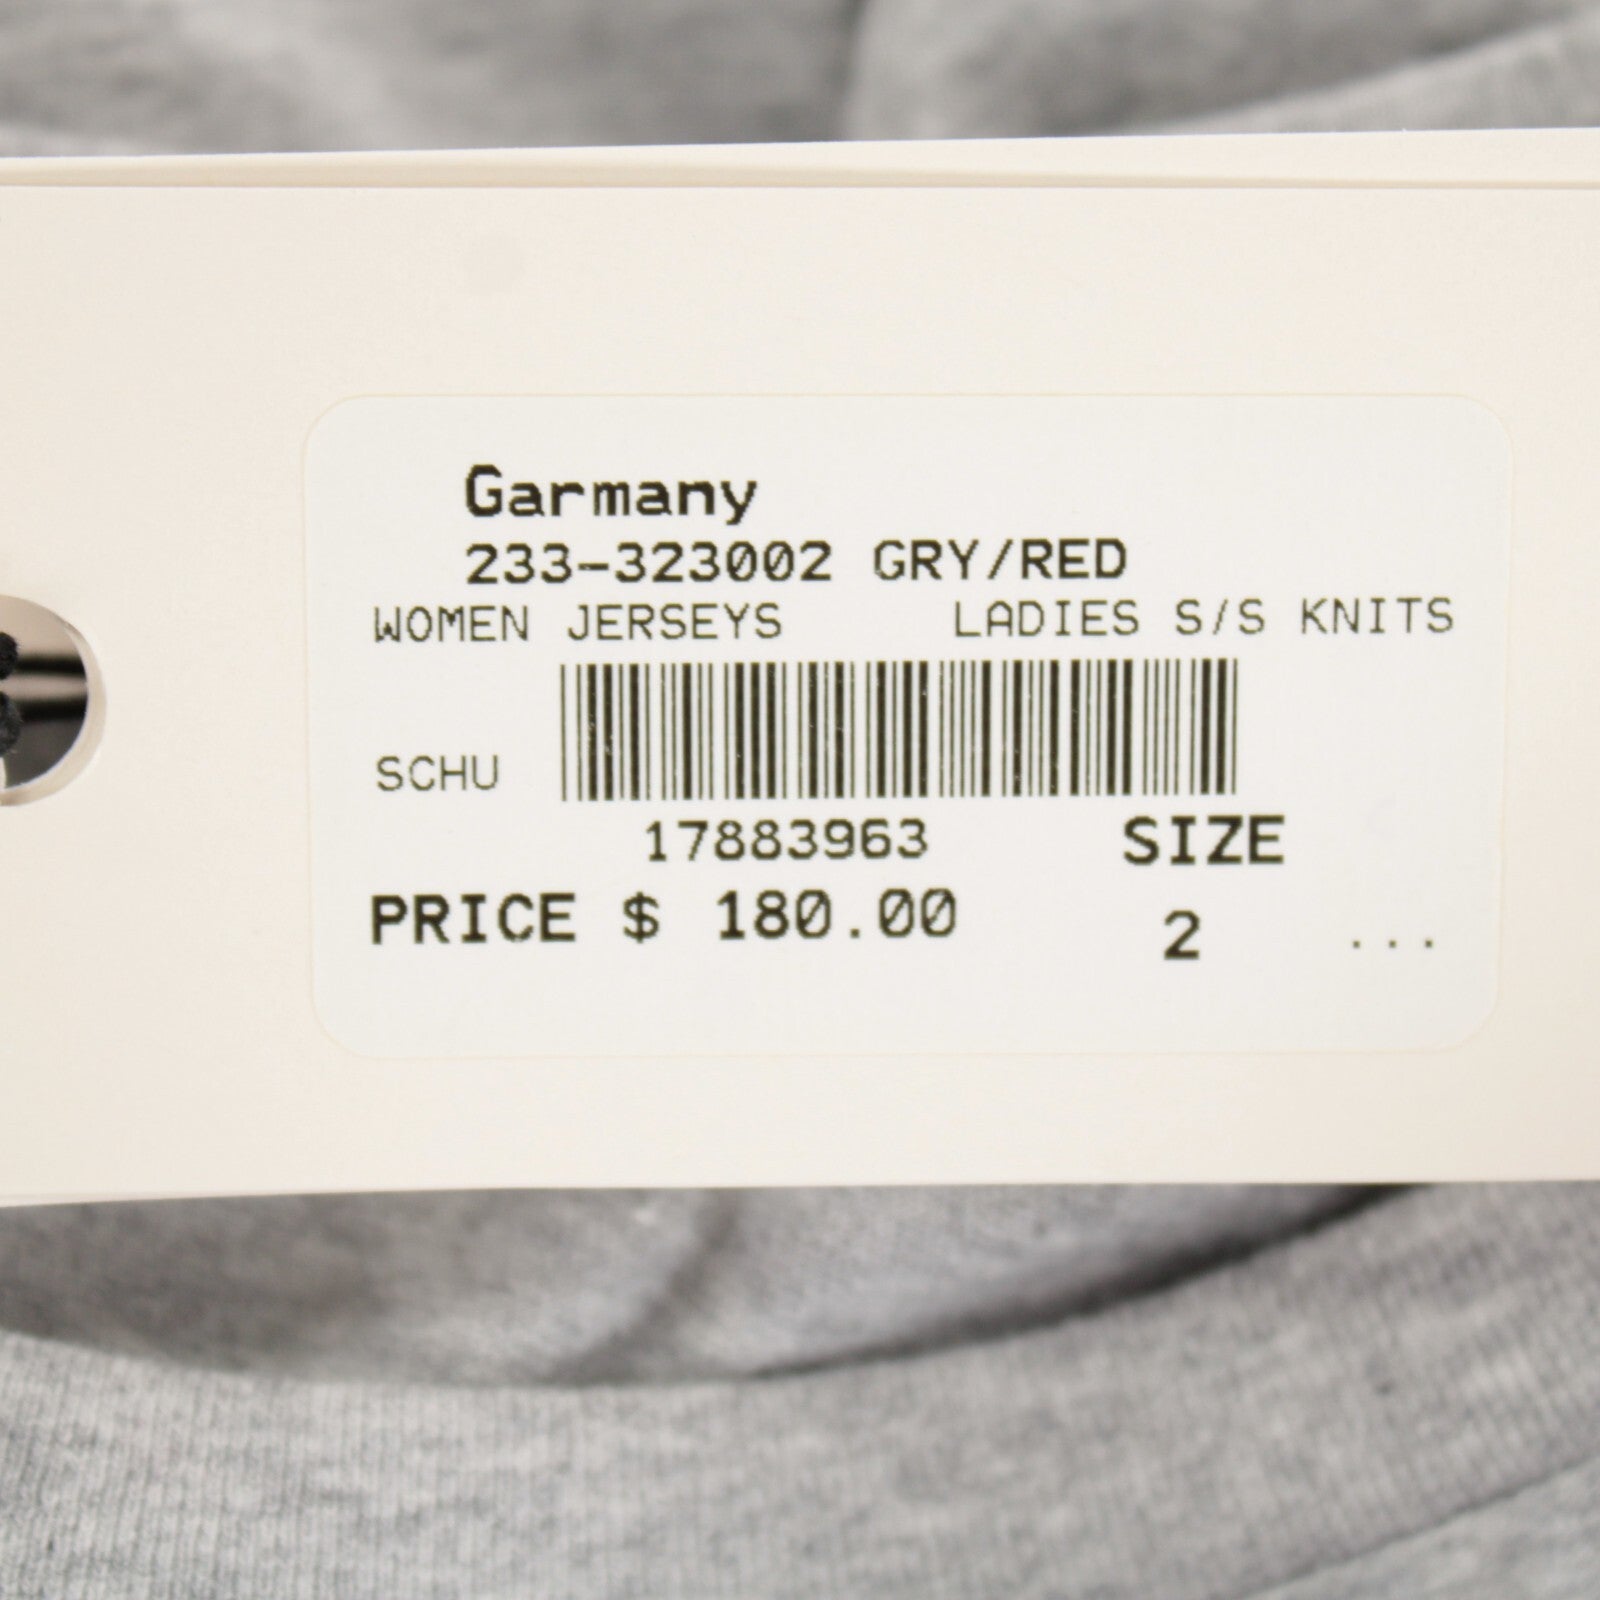 Garmany
233-323002 GRY/RED
WOMEN JERSEYS LADIES S/S KNITS
SCHU
17883963 SIZE
PRICE $ 180.00 2 ...